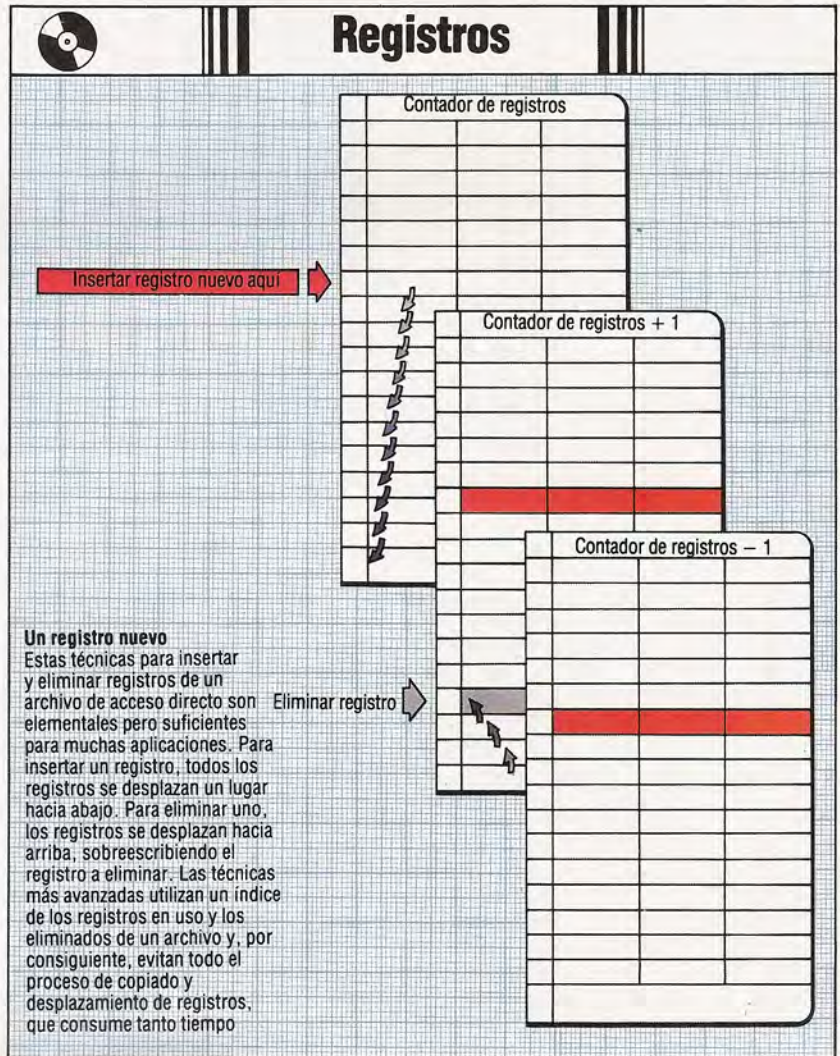 Registros
Contador de registros
Insertar registro nuevo aquí
Contador de registros + 1
Contador de registros — 1
Eliminar registro
Un registro nuevo
Estas técnicas para insertar
y eliminar registros de un
archivo de acceso directo son
elementales pero suficientes
para muchas aplicaciones. Para
insertar un registro, todos los
registros se desplazan un lugar
hacia abajo. Para eliminar uno,
los registros se desplazan hacia
arriba, sobreescribiendo el
registro a eliminar. Las técnicas
más avanzadas utilizan un índice
de los registros en uso y los
eliminados de un archivo y, por
consiguiente, evitan todo el
proceso de copiado y
desplazamiento de registros,
que consume tanto tiempo